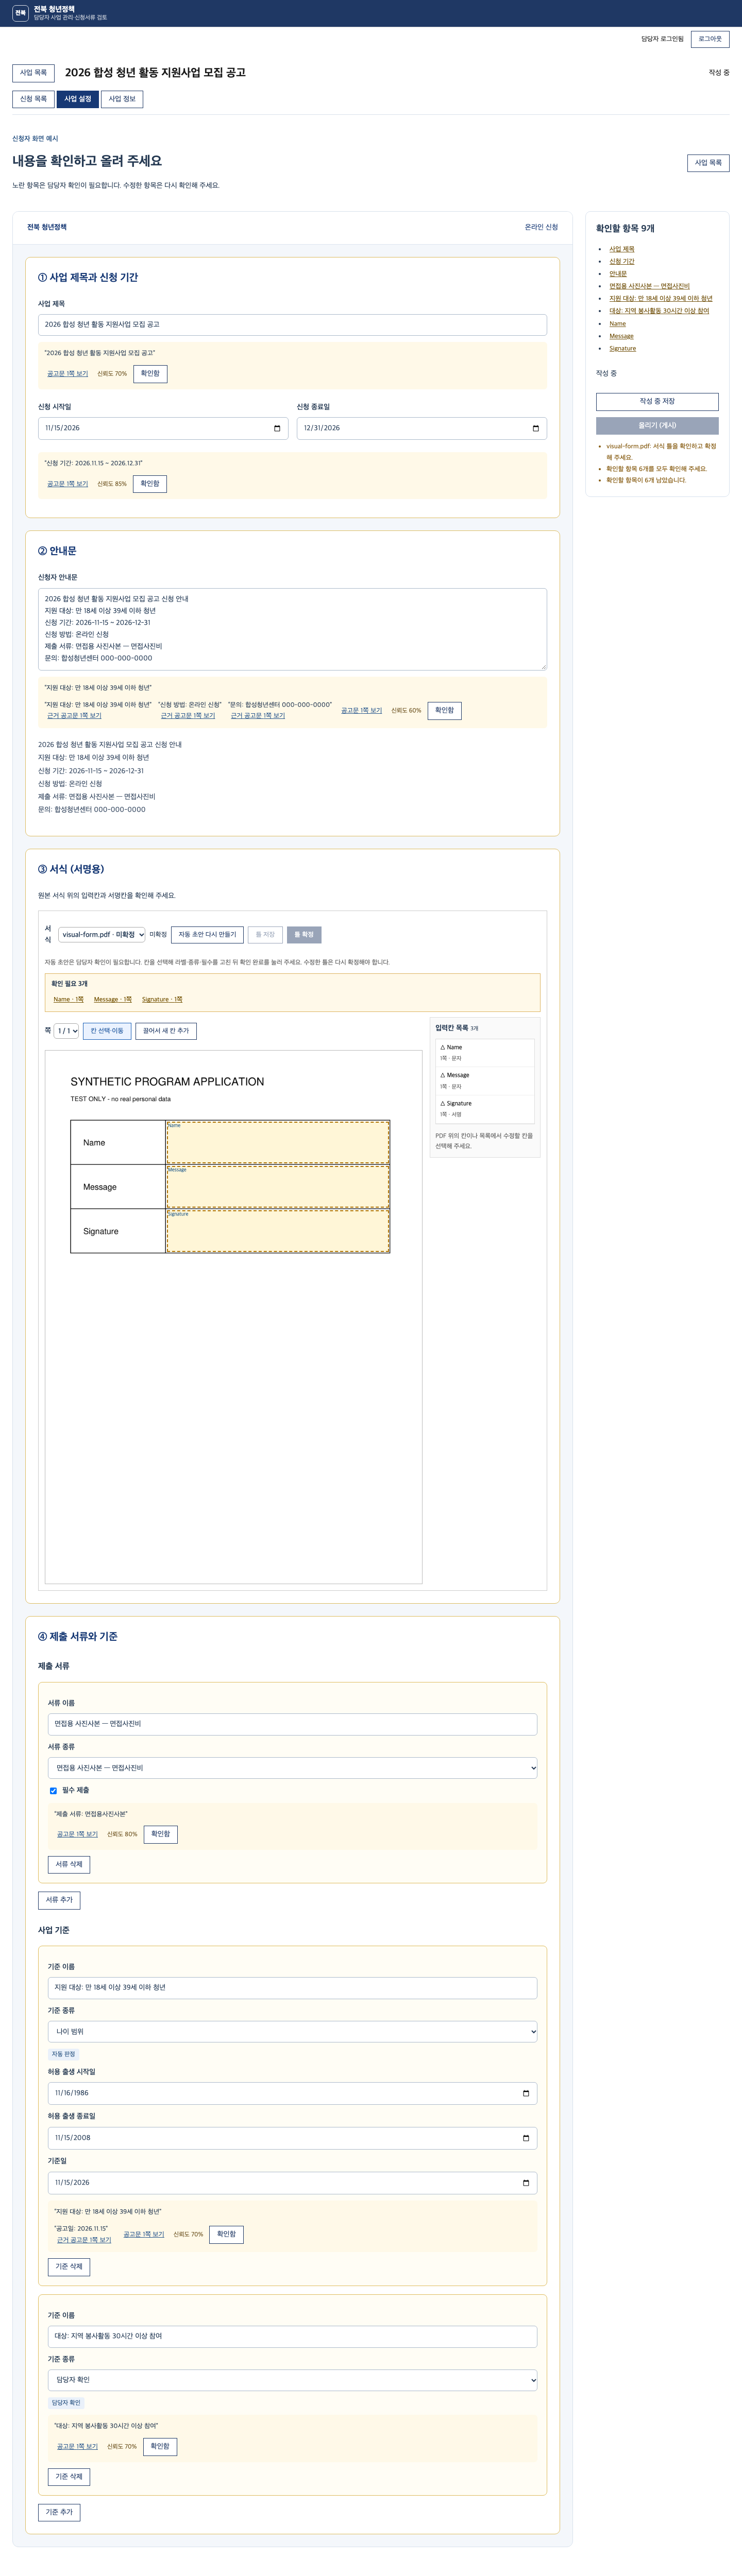 전북
전북 청년정책
담당자 사업 관리·신청서류 검토
담당자 로그인됨
로그아웃
사업 목록
2026 합성 청년 활동 지원사업 모집 공고
작성 중
신청 목록
사업 설정
사업 정보
신청자 화면 예시
내용을 확인하고 올려 주세요
사업 목록
노란 항목은 담당자 확인이 필요합니다. 수정한 항목은 다시 확인해 주세요.
전북 청년정책
온라인 신청
① 사업 제목과 신청 기간
사업 제목
2026 합성 청년 활동 지원사업 모집 공고
"2026 합성 청년 활동 지원사업 모집 공고"
공고문 1쪽 보기
신뢰도 70%
확인함
신청 시작일
신청 종료일
11/15/2026
12/31/2026
"신청 기간: 2026.11.15 ~ 2026.12.31"
공고문 1쪽 보기
신뢰도 85%
확인함
② 안내문
신청자 안내문
2026 합성 청년 활동 지원사업 모집 공고 신청 안내
지원 대상: 만 18세 이상 39세 이하 청년
신청 기간: 2026-11-15 ~ 2026-12-31
신청 방법: 온라인 신청
제출 서류: 면접용 사진사본 — 면접사진비
문의: 합성청년센터 000-000-0000
"지원 대상: 만 18세 이상 39세 이하 청년"
"지원 대상: 만 18세 이상 39세 이하 청년"
근거 공고문 1쪽 보기
"신청 방법: 온라인 신청"
근거 공고문 1쪽 보기
"문의: 합성청년센터 000-000-0000"
근거 공고문 1쪽 보기
공고문 1쪽 보기
신뢰도 60%
확인함
2026 합성 청년 활동 지원사업 모집 공고 신청 안내
지원 대상: 만 18세 이상 39세 이하 청년
신청 기간: 2026-11-15 ~ 2026-12-31
신청 방법: 온라인 신청
제출 서류: 면접용 사진사본 — 면접사진비
문의: 합성청년센터 000-000-0000
③ 서식 (서명용)
원본 서식 위의 입력칸과 서명칸을 확인해 주세요.
서식
visual-form.pdf · 미확정
미확정
자동 초안 다시 만들기
틀 저장
틀 확정
자동 초안은 담당자 확인이 필요합니다. 칸을 선택해 라벨·종류·필수를 고친 뒤 확인 완료를 눌러 주세요. 수정한 틀은 다시 확정해야 합니다.
확인 필요 3개
Name · 1쪽
Message · 1쪽
Signature · 1쪽
쪽
1 / 1
칸 선택·이동
끌어서 새 칸 추가
SYNTHETIC PROGRAM APPLICATION
TEST ONLY - no real personal data
Name
Name
Message
Message
Signature
Signature
입력칸 목록 3개
△ Name
1쪽 · 문자
△ Message
1쪽 · 문자
△ Signature
1쪽 · 서명
PDF 위의 칸이나 목록에서 수정할 칸을
선택해 주세요.
④ 제출 서류와 기준
제출 서류
서류 이름
면접용 사진사본 — 면접사진비
서류 종류
면접용 사진사본 — 면접사진비
필수 제출
"제출 서류: 면접용사진사본"
공고문 1쪽 보기
신뢰도 80%
확인함
서류 삭제
서류 추가
사업 기준
기준 이름
지원 대상: 만 18세 이상 39세 이하 청년
기준 종류
나이 범위
자동 판정
허용 출생 시작일
11/16/1986
허용 출생 종료일
11/15/2008
기준일
11/15/2026
"지원 대상: 만 18세 이상 39세 이하 청년"
"공고일: 2026.11.15"
근거 공고문 1쪽 보기
공고문 1쪽 보기
신뢰도 70%
확인함
기준 삭제
기준 이름
대상: 지역 봉사활동 30시간 이상 참여
기준 종류
담당자 확인
담당자 확인
"대상: 지역 봉사활동 30시간 이상 참여"
공고문 1쪽 보기
신뢰도 70%
확인함
기준 삭제
기준 추가
확인할 항목 9개
사업 제목
신청 기간
안내문
면접용 사진사본 — 면접사진비
지원 대상: 만 18세 이상 39세 이하 청년
대상: 지역 봉사활동 30시간 이상 참여
Name
Message
Signature
작성 중
작성 중 저장
올리기 (게시)
visual-form.pdf: 서식 틀을 확인하고 확정
해 주세요.
확인할 항목 6개를 모두 확인해 주세요.
확인할 항목이 6개 남았습니다.